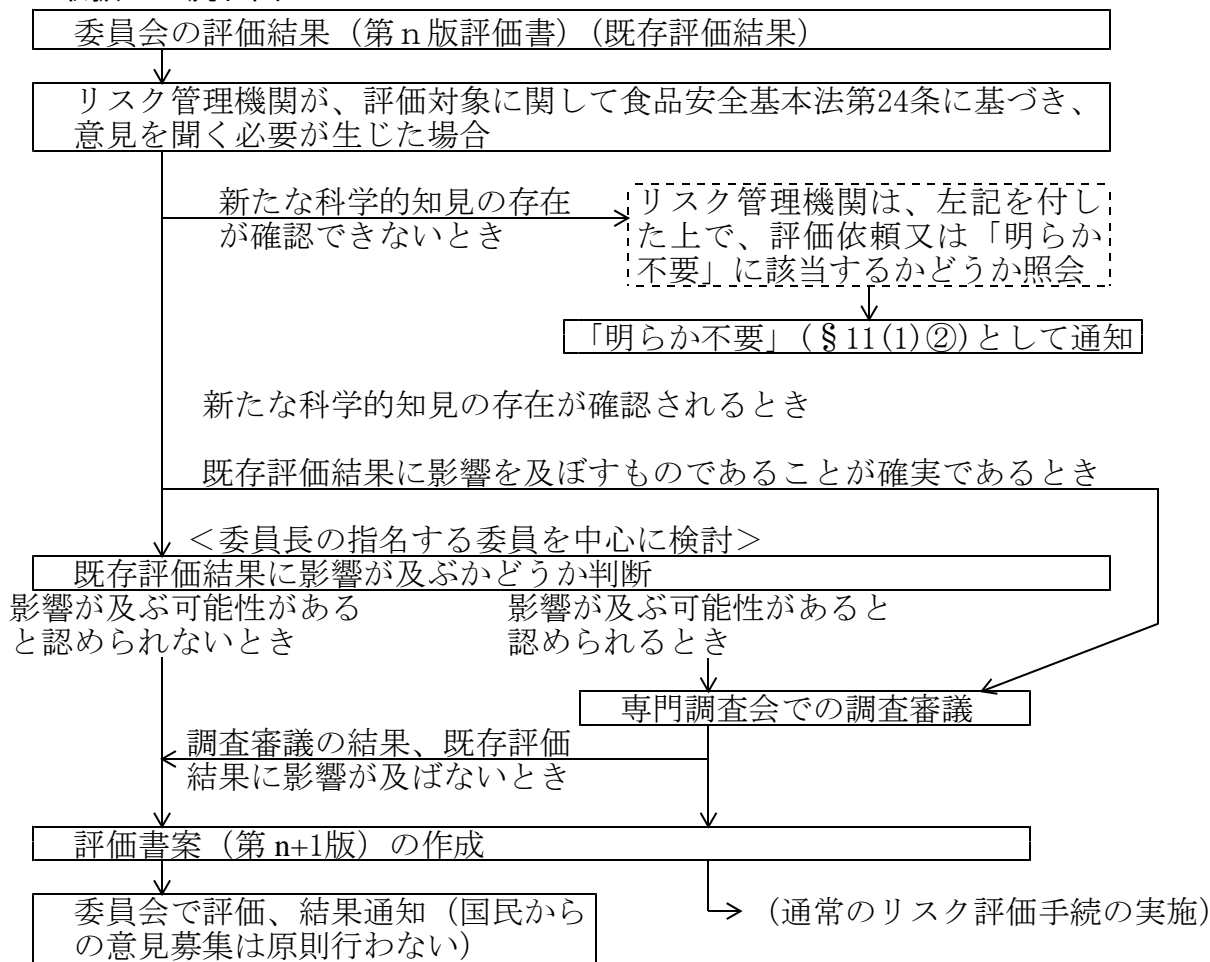 委員会の評価結果（第ｎ版評価書）（既存評価結果）
リスク管理機関が、評価対象に関して食品安全基本法第24条に基づき、
意見を聞く必要が生じた場合
新たな科学的知見の存在
が確認できないとき
リスク管理機関は、左記を付し
た上で、評価依頼又は「明らか
不要」に該当するかどうか照会
「明らか不要」(§11(1)②)として通知
新たな科学的知見の存在が確認されるとき
既存評価結果に影響を及ぼすものであることが確実であるとき
＜委員長の指名する委員を中心に検討＞
既存評価結果に影響が及ぶかどうか判断
影響が及ぶ可能性がある
と認められないとき
影響が及ぶ可能性があると
認められるとき
専門調査会での調査審議
調査審議の結果、既存評価
結果に影響が及ばないとき
評価書案（第 n+1版）の作成
委員会で評価、結果通知（国民から
の意見募集は原則行わない）
（通常のリスク評価手続の実施）